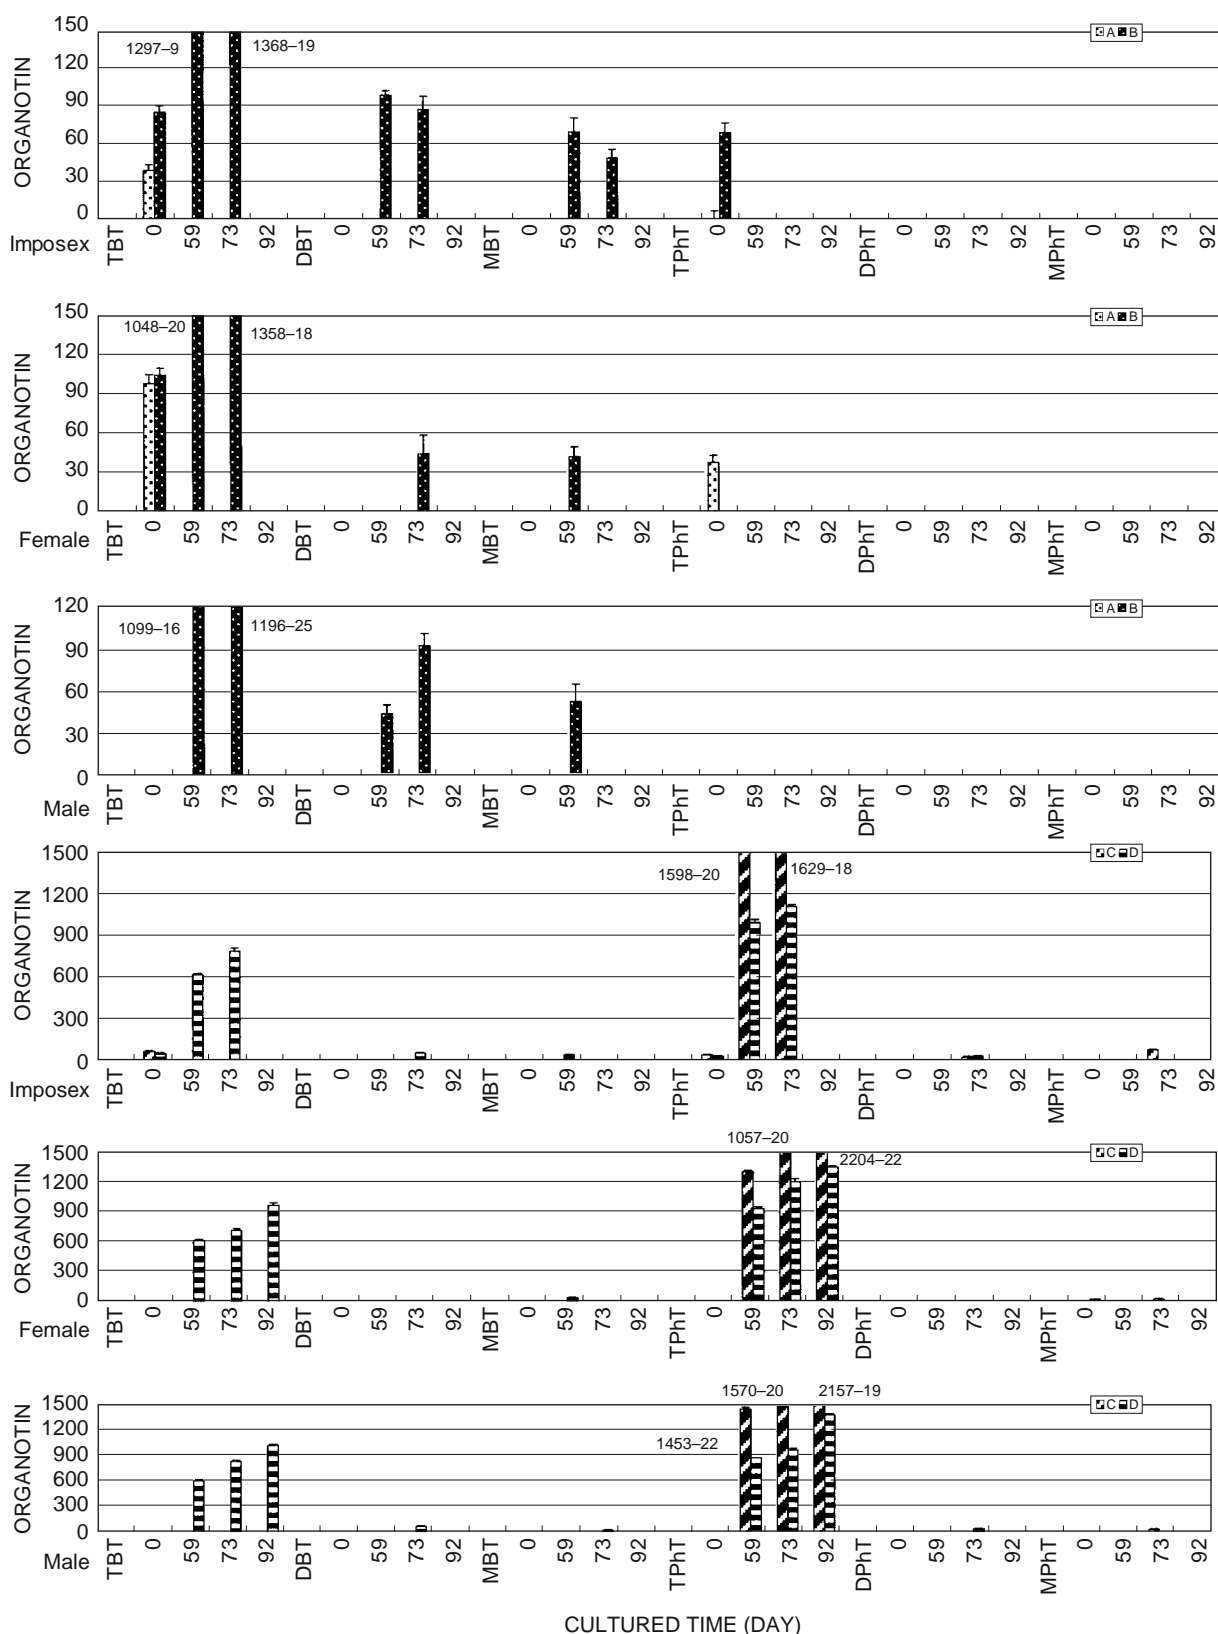 ORGANOTIN
150
120
90
60
30
0
1297–9
1368–19
A B
Imposex
TBT 0 59 73 92 DBT 0 59 73 92 MBT 0 59 73 92 TPhT 0 59 73 92 DPhT 0 59 73 92 MPhT 0 59 73 92
ORGANOTIN
150
120
90
60
30
0
1048–20
1358–18
A B
Female
TBT 0 59 73 92 DBT 0 59 73 92 MBT 0 59 73 92 TPhT 0 59 73 92 DPhT 0 59 73 92 MPhT 0 59 73 92
ORGANOTIN
120
90
60
30
0
1099–16
1196–25
A B
Male
TBT 0 59 73 92 DBT 0 59 73 92 MBT 0 59 73 92 TPhT 0 59 73 92 DPhT 0 59 73 92 MPhT 0 59 73 92
ORGANOTIN
1500
1200
900
600
300
0
1598–20
1629–18
C D
Imposex
TBT 0 59 73 92 DBT 0 59 73 92 MBT 0 59 73 92 TPhT 0 59 73 92 DPhT 0 59 73 92 MPhT 0 59 73 92
ORGANOTIN
1500
1200
900
600
300
0
1057–20
2204–22
C D
Female
TBT 0 59 73 92 DBT 0 59 73 92 MBT 0 59 73 92 TPhT 0 59 73 92 DPhT 0 59 73 92 MPhT 0 59 73 92
ORGANOTIN
1500
1200
900
600
300
0
1570–20
2157–19
1453–22
C D
Male
TBT 0 59 73 92 DBT 0 59 73 92 MBT 0 59 73 92 TPhT 0 59 73 92 DPhT 0 59 73 92 MPhT 0 59 73 92
CULTURED TIME (DAY)